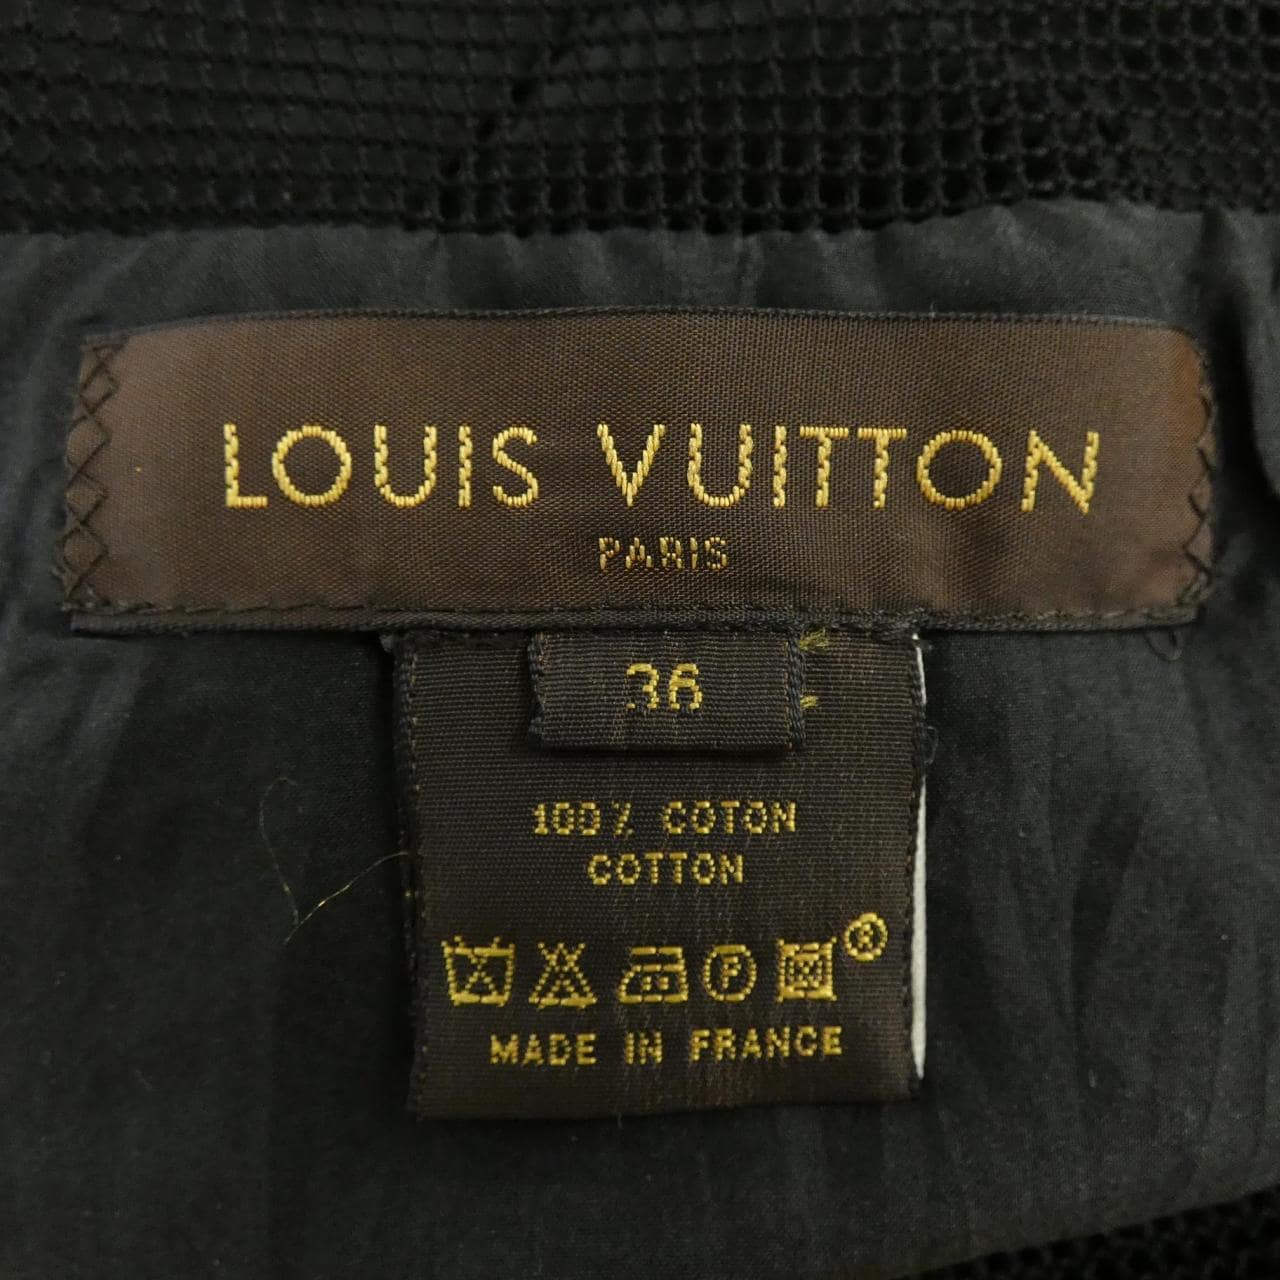 LOUIS VUITTON
PARIS
36
100% COTON
COTTON
P ®
MADE IN FRANCE